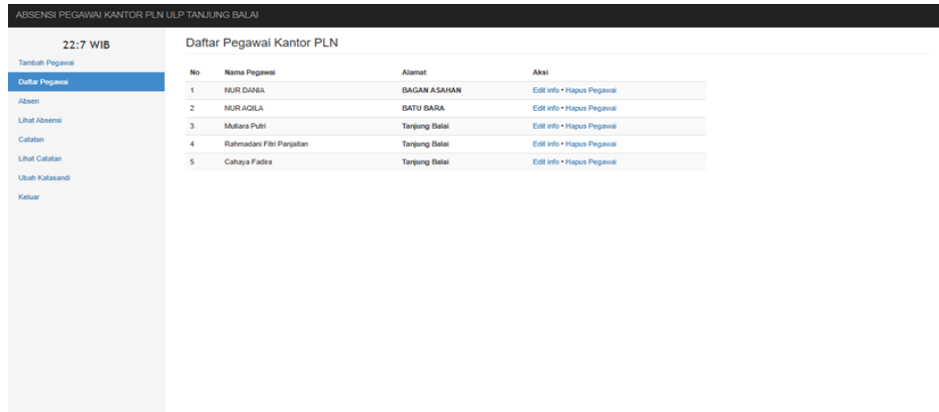 ABSENSI PEGAWAI KANTOR PLN ULP TANJUNG BALAI
22:7 WIB
Tambah Pegawai
Daftar Pegawai
Absen
Lihat Absensi
Catatan
Lihat Catatan
Ubah Katasandi
Keluar
Daftar Pegawai Kantor PLN
No Nama Pegawai Alamat Aksi
1 NUR DANIA BAGAN ASAHAN Edit info • Hapus Pegawai
2 NUR AQILA BATU BARA Edit info • Hapus Pegawai
3 Mutiara Putri Tanjung Balai Edit info • Hapus Pegawai
4 Rahmadani Fitri Panjaitan Tanjung Balai Edit info • Hapus Pegawai
5 Cahaya Fadira Tanjung Balai Edit info • Hapus Pegawai